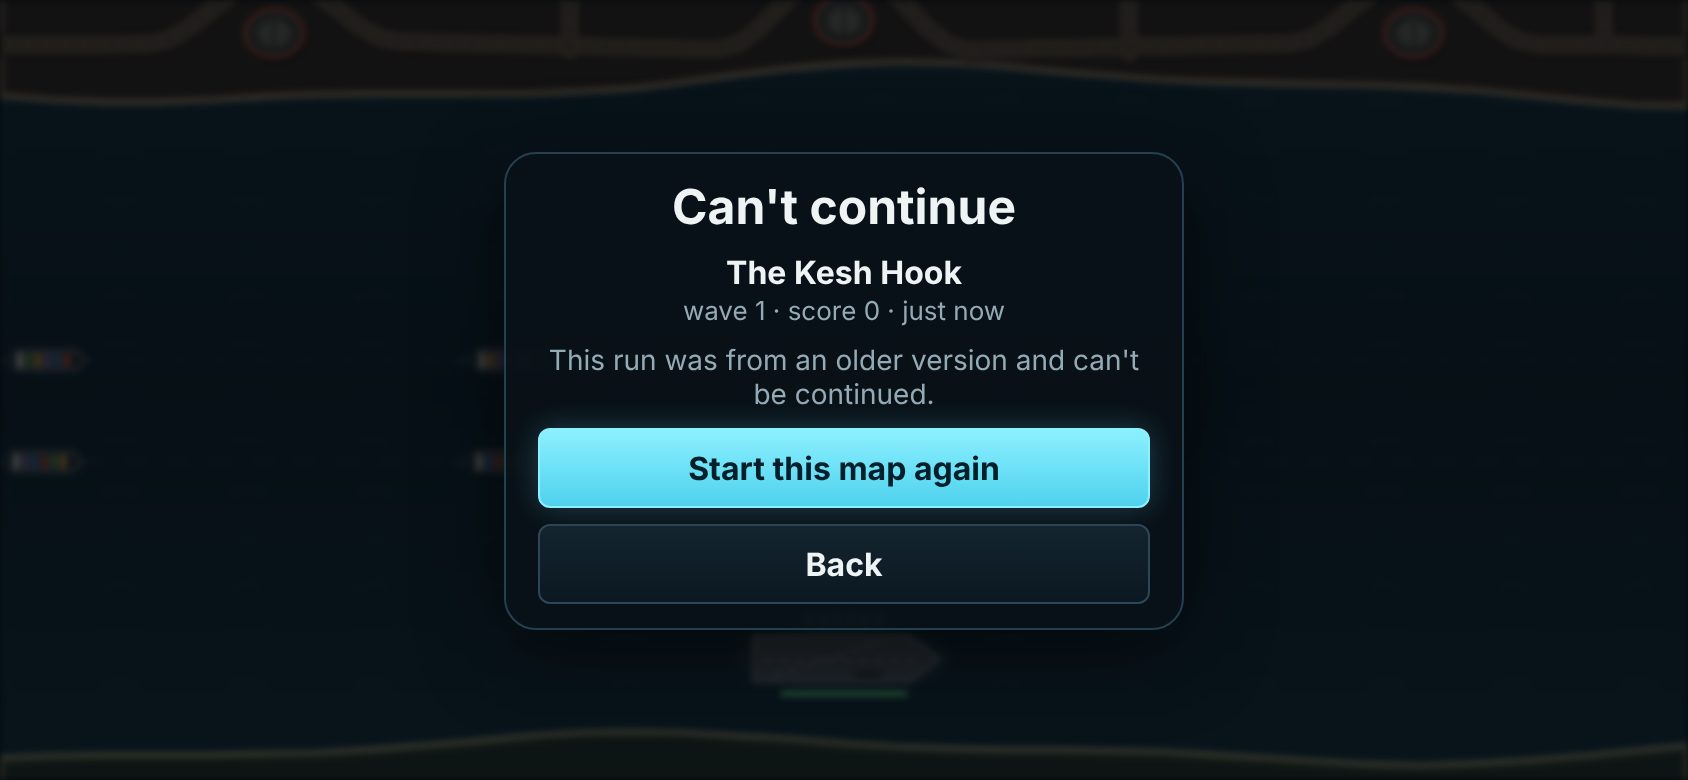 Can't continue
The Kesh Hook
wave 1 · score 0 · just now
This run was from an older version and can't
be continued.
Start this map again
Back